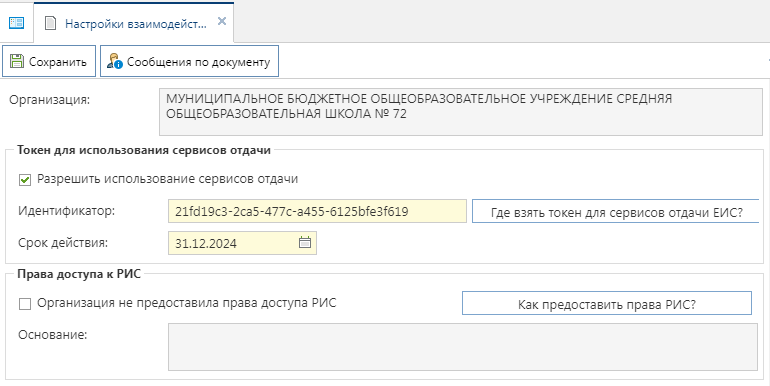 Настройки взаимодейст...
Сохранить
Сообщения по документу
Организация:
МУНИЦИПАЛЬНОЕ БЮДЖЕТНОЕ ОБЩЕОБРАЗОВАТЕЛЬНОЕ УЧРЕЖДЕНИЕ СРЕДНЯЯ
ОБЩЕОБРАЗОВАТЕЛЬНАЯ ШКОЛА № 72
Токен для использования сервисов отдачи
Разрешить использование сервисов отдачи
Идентификатор:
21fd19c3-2ca5-477c-a455-6125bfe3f619
Где взять токен для сервисов отдачи ЕИС?
Срок действия:
31.12.2024
Права доступа к РИС
Организация не предоставила права доступа РИС
Как предоставить права РИС?
Основание: